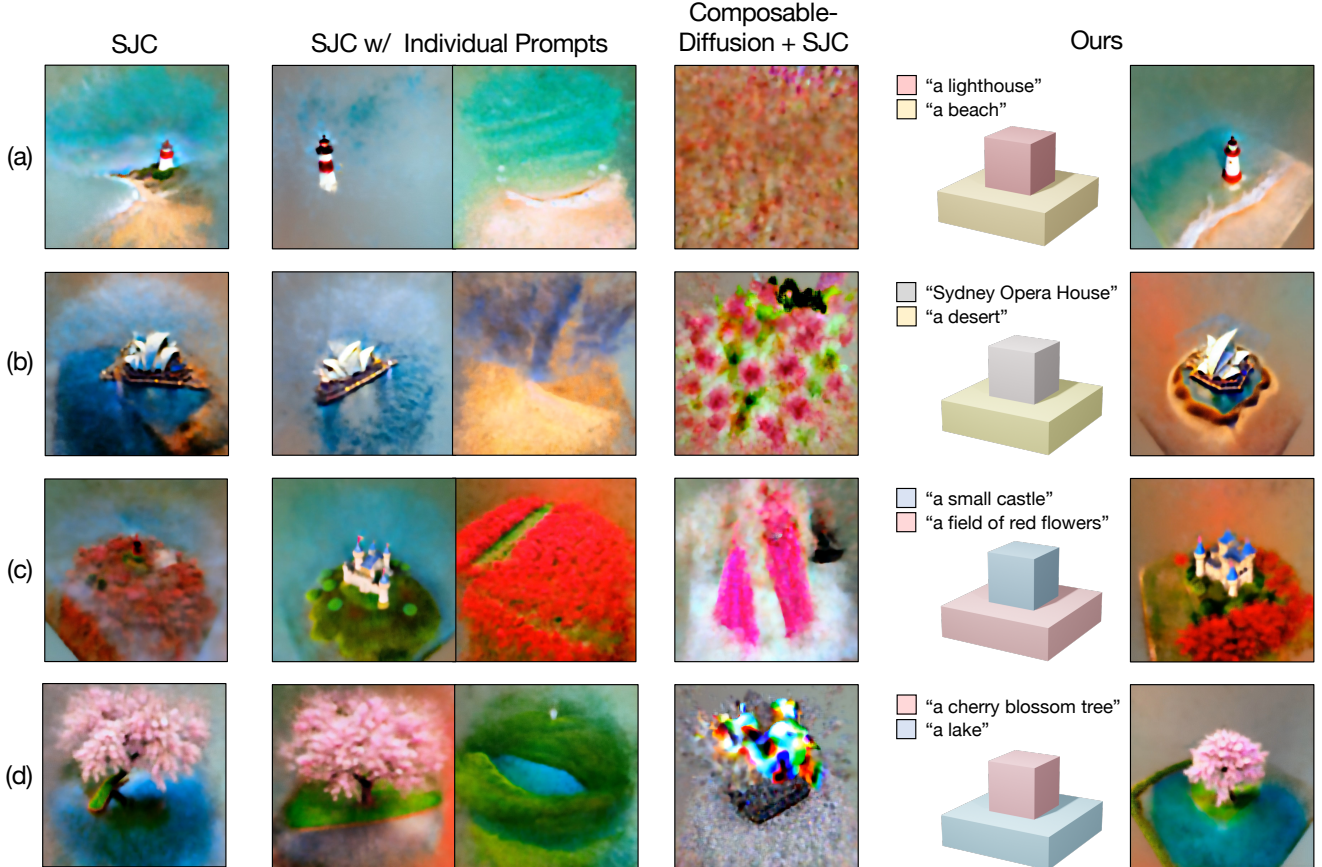 SJC
SJC w/ Individual Prompts
Composable-
Diffusion + SJC
Ours
(a)
“a lighthouse”
“a beach”
(b)
“Sydney Opera House”
“a desert”
(c)
“a small castle”
“a field of red flowers”
(d)
“a cherry blossom tree”
“a lake”